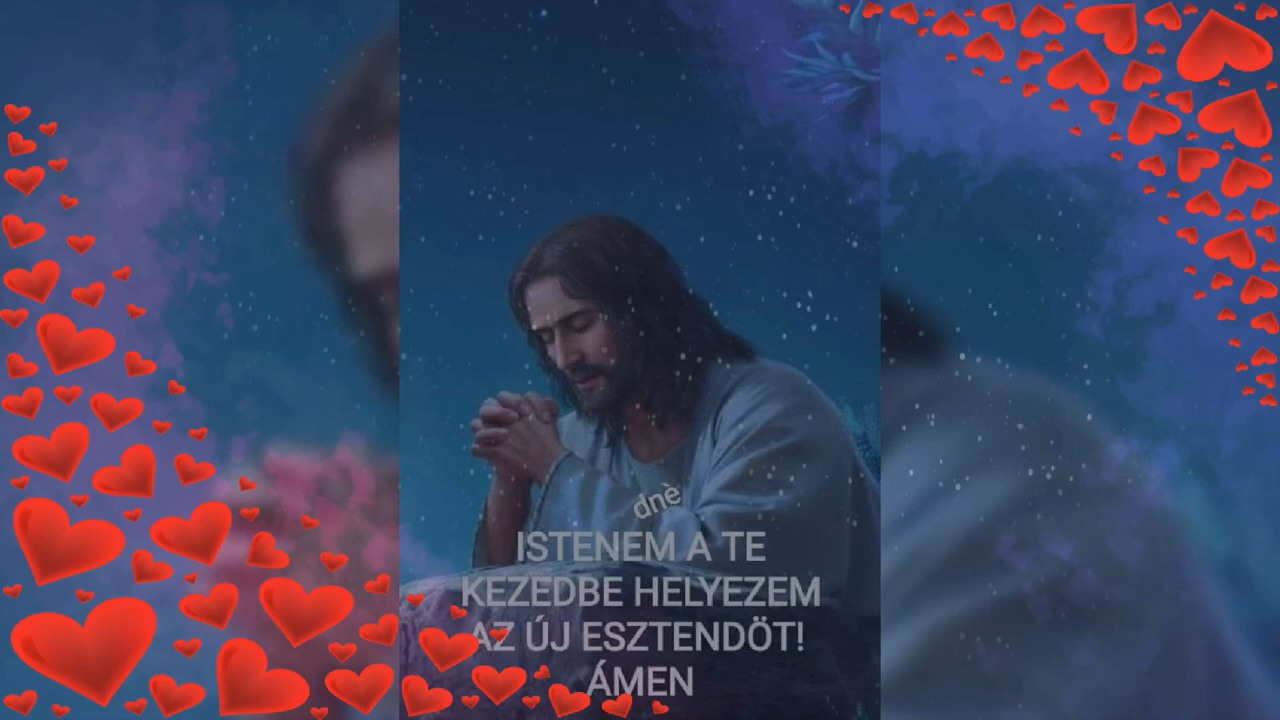 dnè
ISTENEM A TE
KEZEDBE HELYEZEM
AZ ÚJ ESZTENDÖT!
ÁMEN